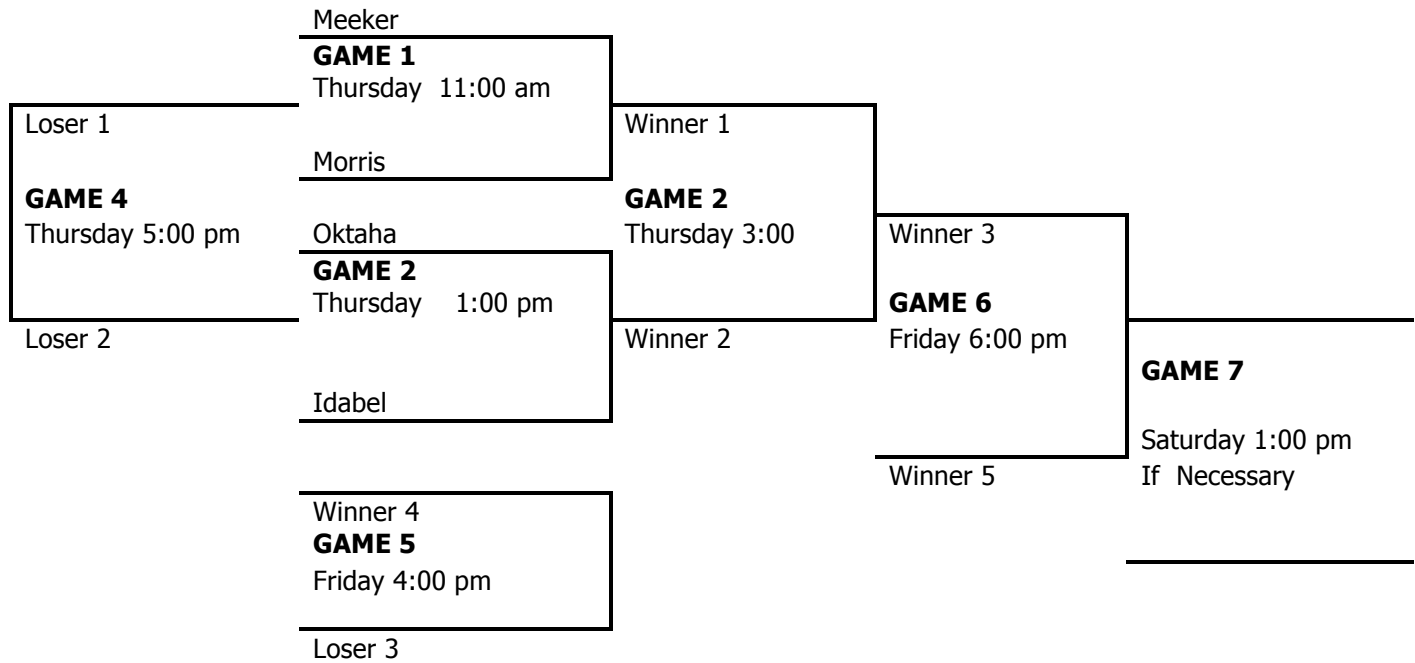 Meeker
GAME 1
Thursday 11:00 am
Morris
Loser 1
GAME 4
Thursday 5:00 pm
Loser 2
Oktaha
GAME 2
Thursday 1:00 pm
Idabel
Winner 1
GAME 2
Thursday 3:00
Winner 2
Winner 3
GAME 6
Friday 6:00 pm
Winner 5
GAME 7
Saturday 1:00 pm
If Necessary
Winner 4
GAME 5
Friday 4:00 pm
Loser 3